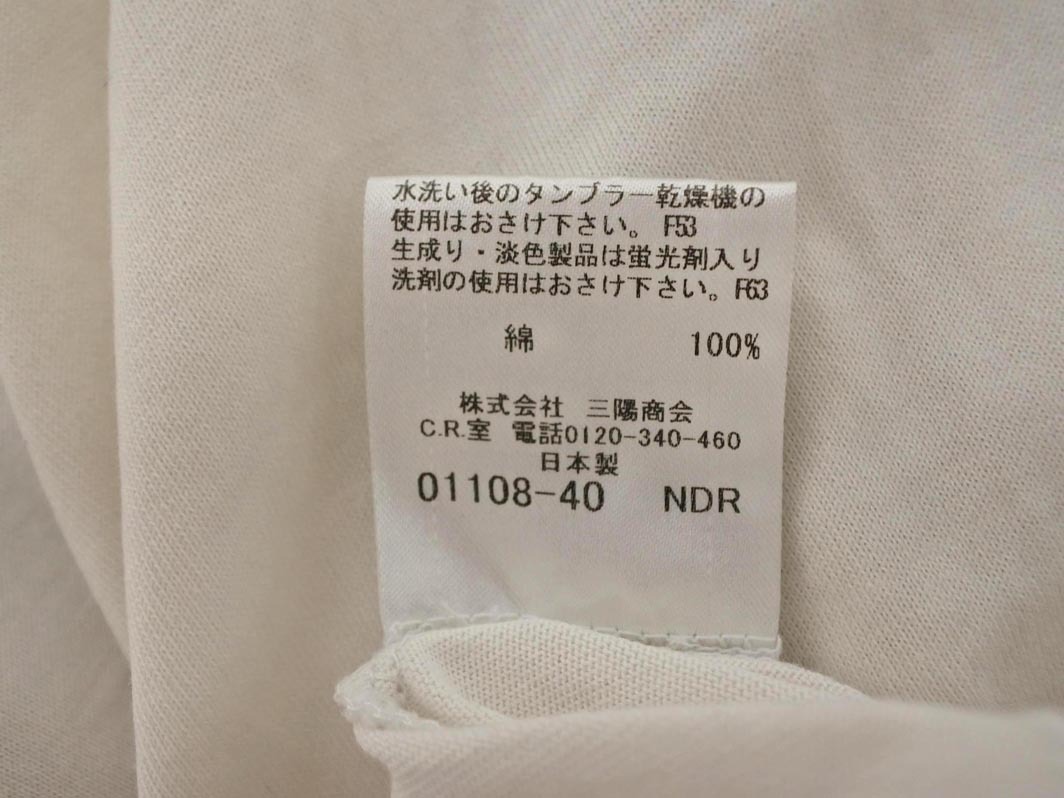 水洗い後のタンブラー乾燥機の
使用はおさけ下さい。F53
生成り・淡色製品は蛍光剤入り
洗剤の使用はおさけ下さい。F63
綿 100%
株式会社 三陽商会
C.R.室 電話0120-340-460
日本製
01108-40 NDR